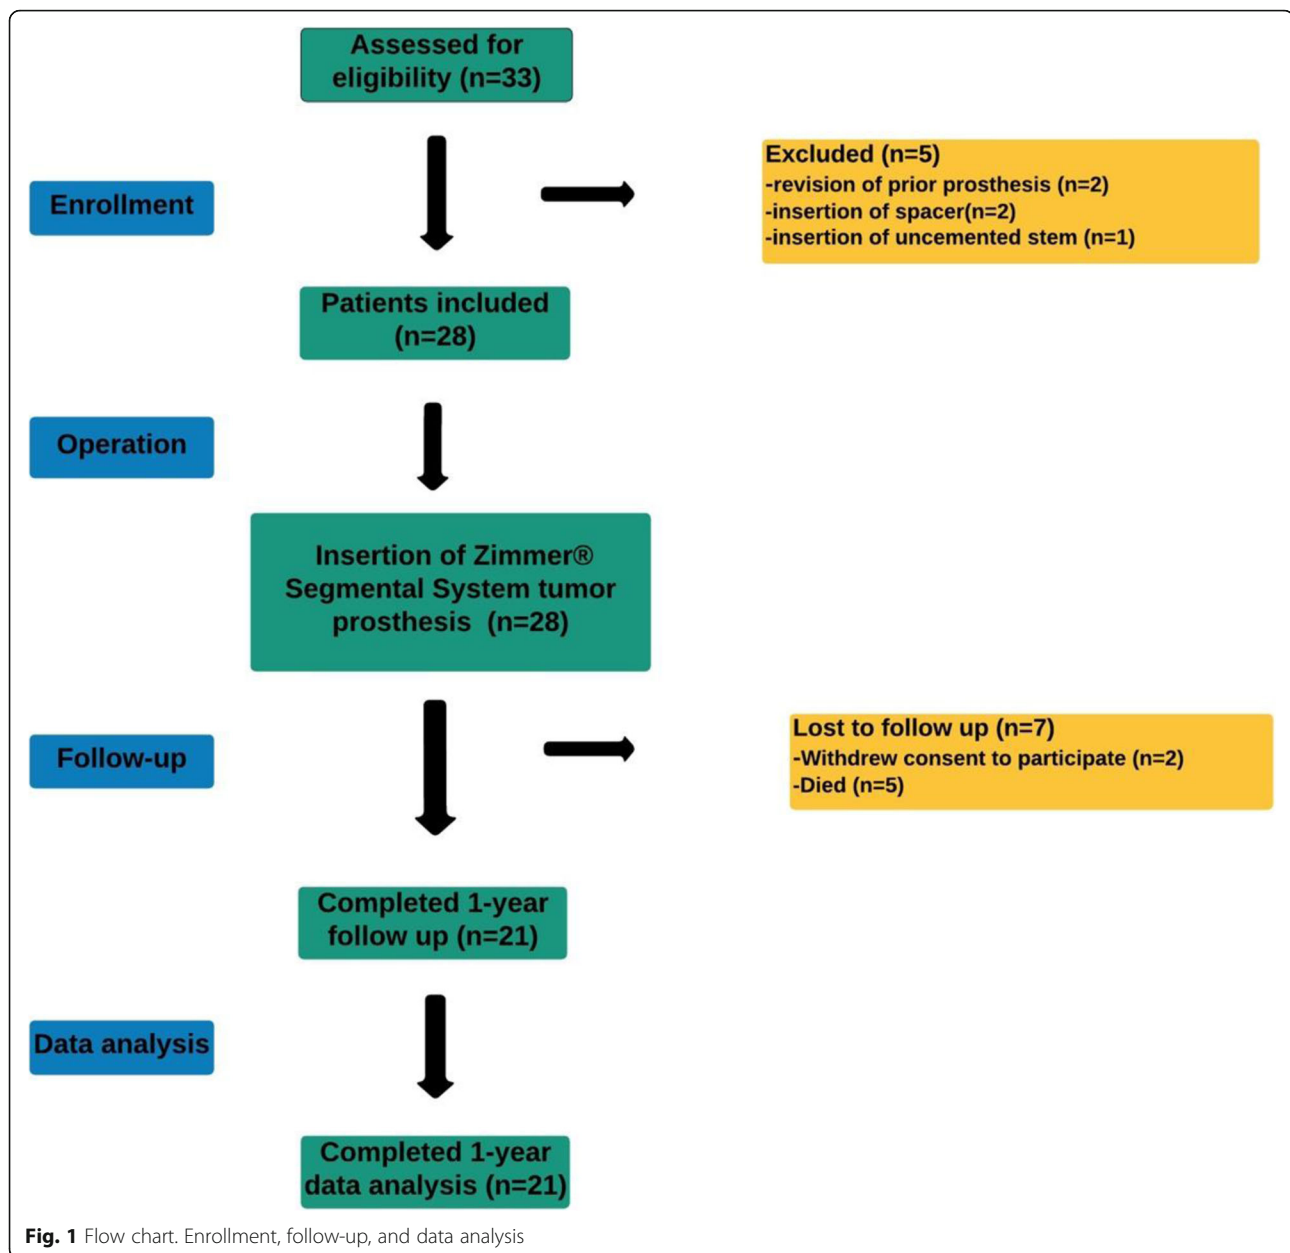 Assessed for
eligibility (n=33)
Enrollment
Excluded (n=5)
-revision of prior prosthesis (n=2)
-insertion of spacer(n=2)
-insertion of uncemented stem (n=1)
Patients included
(n=28)
Operation
Insertion of Zimmer®
Segmental System tumor
prosthesis (n=28)
Follow-up
Lost to follow up (n=7)
-Withdrew consent to participate (n=2)
-Died (n=5)
Completed 1-year
follow up (n=21)
Data analysis
Completed 1-year
data analysis (n=21)
Fig. 1 Flow chart. Enrollment, follow-up, and data analysis